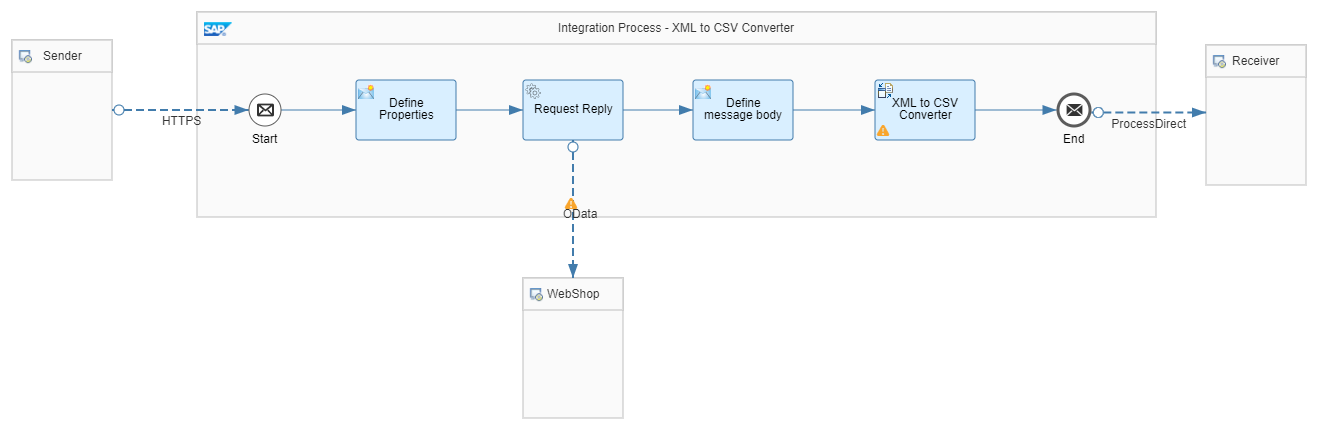 SAP
Integration Process - XML to CSV Converter
Sender
Receiver
HTTPS
Start
Define
Properties
Request Reply
Define
message body
XML to CSV
Converter
End
ProcessDirect
OData
WebShop